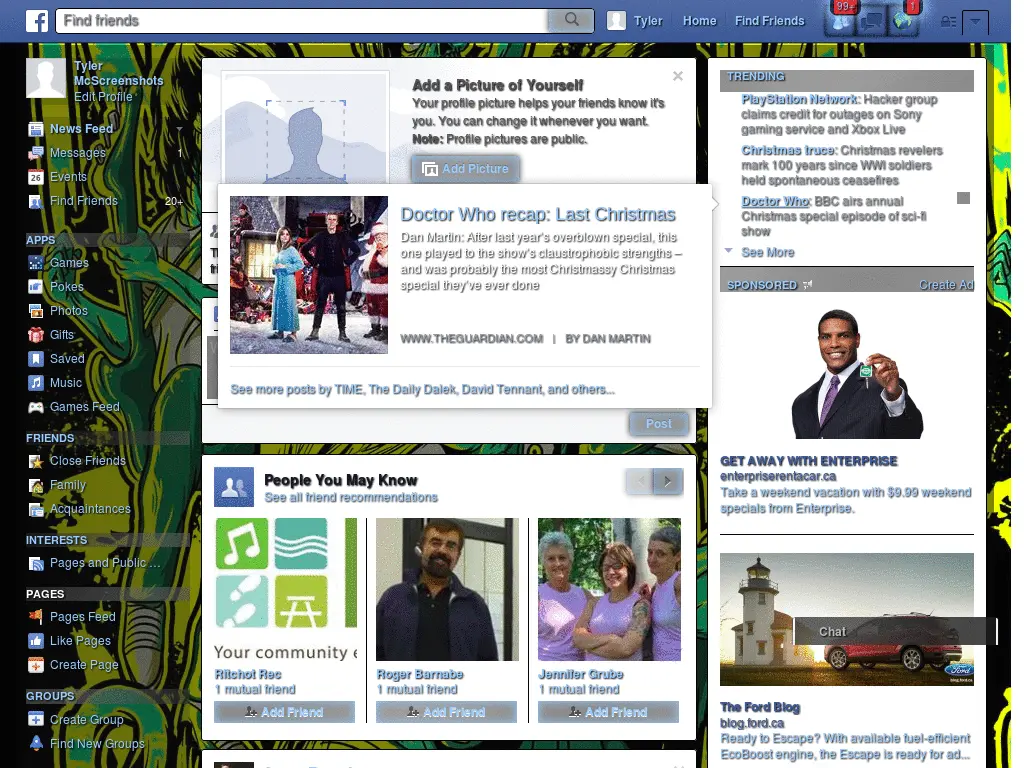 99+
1
Find friends
Tyler
Home
Find Friends
Tyler
McScreenshots
Edit Profile
News Feed
Messages
1
Events
Find Friends
20+
APPS
Games
Pokes
Photos
Gifts
Saved
Music
Games Feed
FRIENDS
Close Friends
Family
Acquaintances
INTERESTS
Pages and Public ...
PAGES
Pages Feed
Like Pages
Create Page
GROUPS
Create Group
Find New Groups
Add a Picture of Yourself
Your profile picture helps your friends know it's
you. You can change it whenever you want.
Note: Profile pictures are public.
Add Picture
Doctor Who recap: Last Christmas
Dan Martin: After last year's overblown special, this
one played to the show's claustrophobic strengths –
and was probably the most Christmassy Christmas
special they've ever done
WWW.THEGUARDIAN.COM | BY DAN MARTIN
See more posts by TIME, The Daily Dalek, David Tennant, and others...
Post
People You May Know
See all friend recommendations
Your community e
Ritchot Rec
1 mutual friend
Add Friend
Roger Barnabe
1 mutual friend
Add Friend
Jennifer Grube
1 mutual friend
Add Friend
TRENDING
PlayStation Network: Hacker group
claims credit for outages on Sony
gaming service and Xbox Live
Christmas truce: Christmas revelers
mark 100 years since WWI soldiers
held spontaneous ceasefires
Doctor Who: BBC airs annual
Christmas special episode of sci-fi
show
See More
SPONSORED
Create Ad
GET AWAY WITH ENTERPRISE
enterpriserentacar.ca
Take a weekend vacation with $9.99 weekend
specials from Enterprise.
Chat
Ford
blog.ford.ca
The Ford Blog
blog.ford.ca
Ready to Escape? With available fuel-efficient
EcoBoost engine, the Escape is ready for ad...